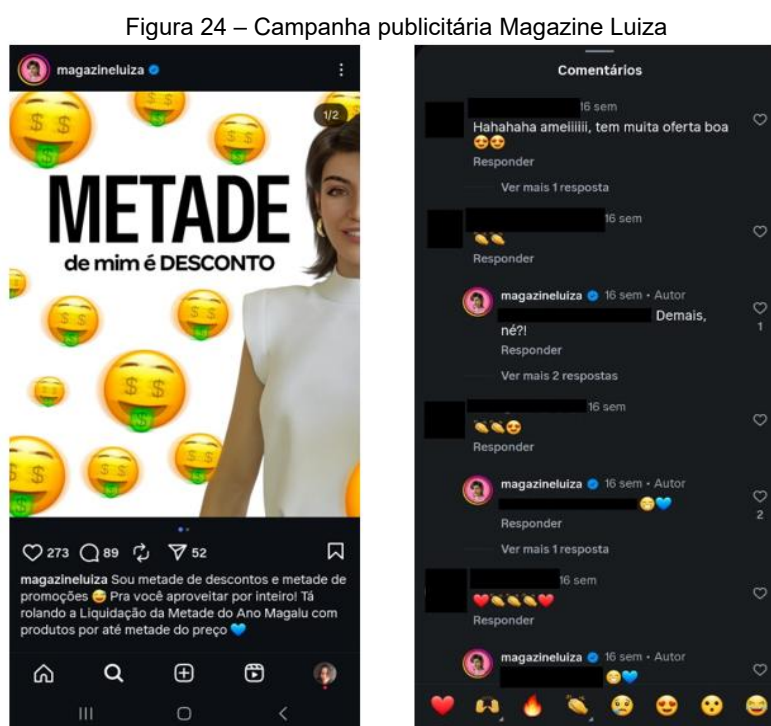 Figura 24 – Campanha publicitária Magazine Luiza
magazineluiza
1/2
METADE
de mim é DESCONTO
273 89 52
magazineluiza Sou metade de descontos e metade de
promoções 😅 Pra você aproveitar por inteiro! Tá
rolando a Liquidação da Metade do Ano Magalu com
produtos por até metade do preço 💙
Comentários
16 sem
Hahahaha ameiiiiii, tem muita oferta boa
😍😍
Responder
Ver mais 1 resposta
16 sem
👏👏
Responder
magazineluiza 16 sem • Autor
Demais,
né?!
1
Responder
Ver mais 2 respostas
16 sem
👏👏😍
Responder
magazineluiza 16 sem • Autor
😁💙
2
Responder
Ver mais 1 resposta
16 sem
❤️👏👏👏❤️
Responder
magazineluiza 16 sem • Autor
😁💙